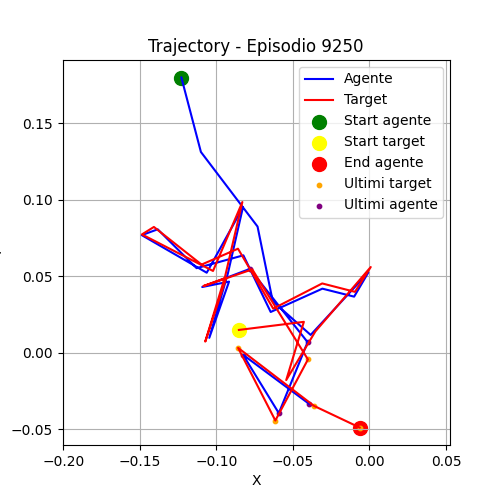 Trajectory - Episodio 9250
Agente
Target
Start agente
Start target
End agente
Ultimi target
Ultimi agente
0.15
0.10
0.05
0.00
−0.05
−0.20
−0.15
−0.10
−0.05
0.00
0.05
X